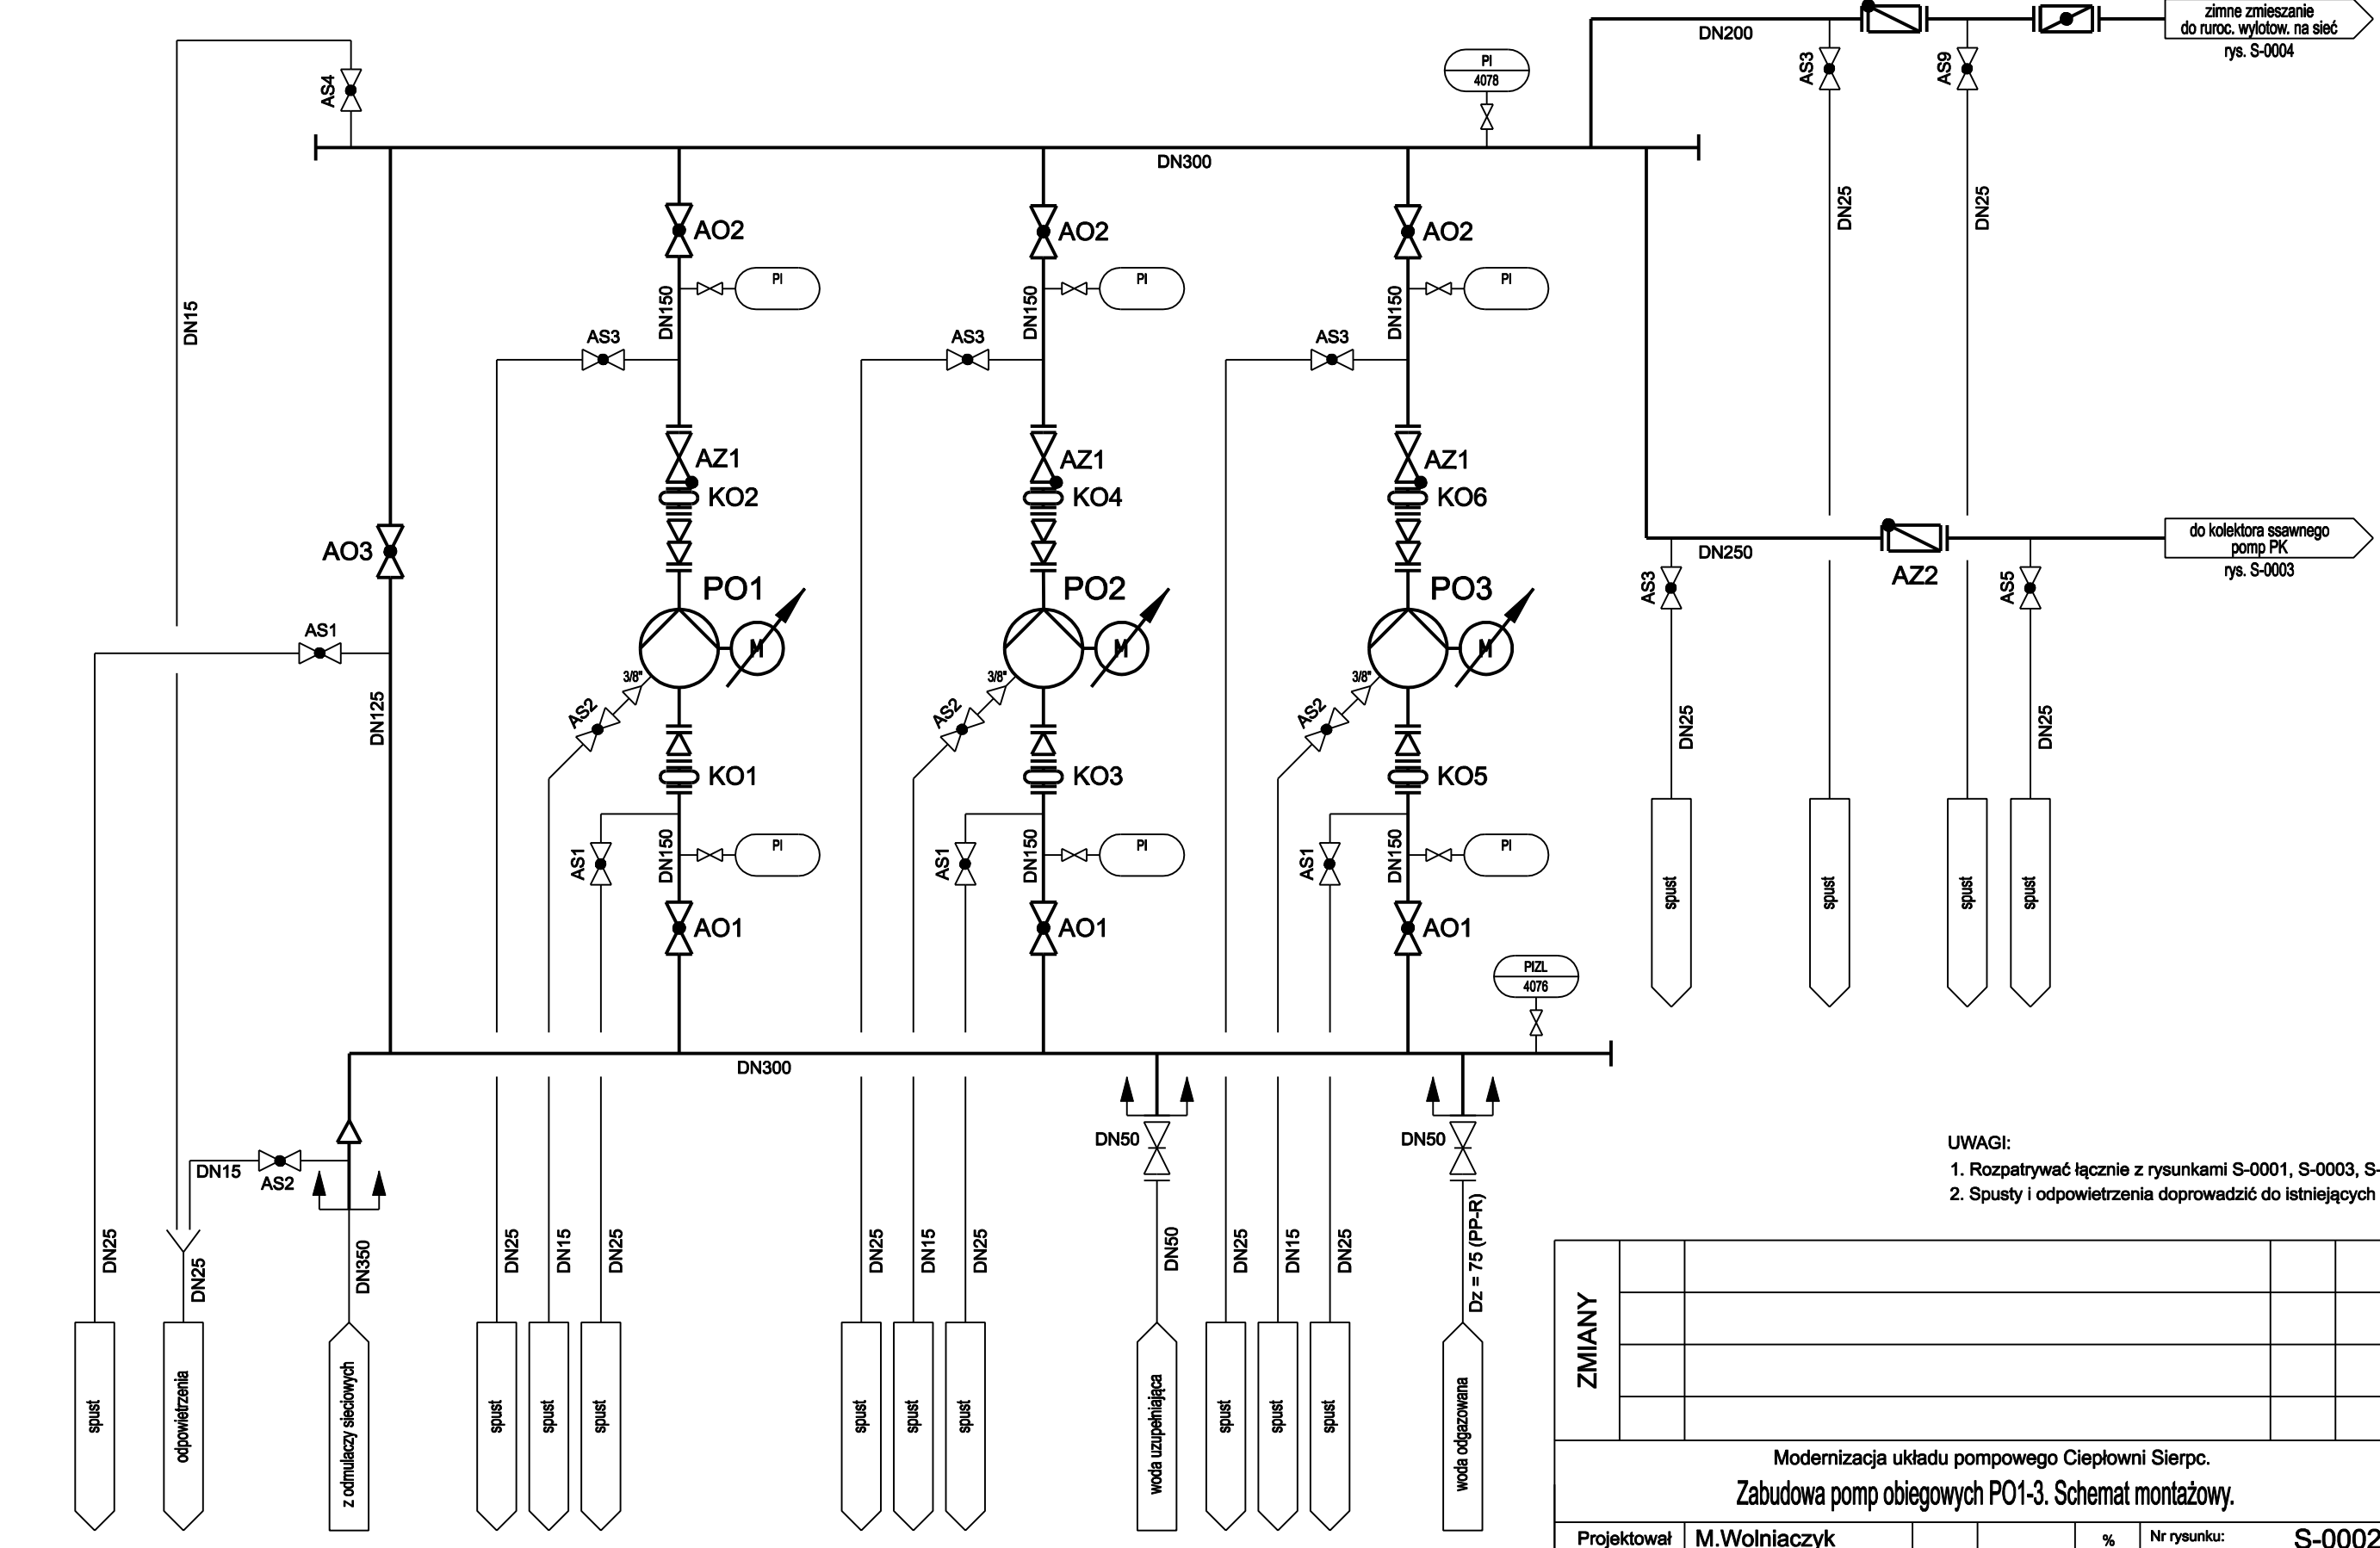 zimne zmieszanie
do ruroc. wylotow. na sieć
rys. S-0004
DN200
AS4
PI
4078
AS3
AS9
DN300
DN25
DN25
AO2
AO2
AO2
PI
PI
PI
DN15
DN150
DN150
DN150
AS3
AS3
AS3
AZ1
AZ1
AZ1
KO2
KO4
KO6
AO3
do kolektora ssawnego
pomp PK
rys. S-0003
DN250
AZ2
AS3
AS5
PO1
PO2
PO3
M
M
M
AS1
3/8"
3/8"
3/8"
AS2
AS2
AS2
DN125
DN25
DN25
KO1
KO3
KO5
AS1
DN150
PI
AS1
DN150
PI
AS1
DN150
PI
spust
spust
spust
spust
AO1
AO1
AO1
PIZL
4076
DN300
DN50
DN50
UWAGI:
1. Rozpatrywać łącznie z rysunkami S-0001, S-0003, S-
2. Spusty i odpowietrzenia doprowadzić do istniejących
DN15
AS2
DN25
DN25
DN350
DN25
DN15
DN25
DN25
DN15
DN25
DN50
DN25
DN15
DN25
Dz = 75 (PP-R)
spust
odpowietrzenia
z odmulaczy sieciowych
spust
spust
spust
spust
spust
spust
woda uzupełniająca
spust
spust
spust
woda odgazowana
ZMIANY
Modernizacja układu pompowego Ciepłowni Sierpc.
Zabudowa pomp obiegowych PO1-3. Schemat montażowy.
Projektował M.Wolniaczyk % Nr rysunku: S-0002